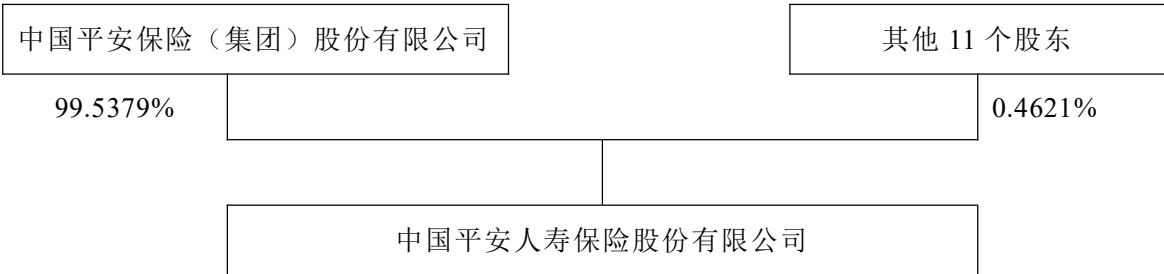 中国平安保险（集团）股份有限公司
其他 11 个股东
99.5379%
0.4621%
中国平安人寿保险股份有限公司